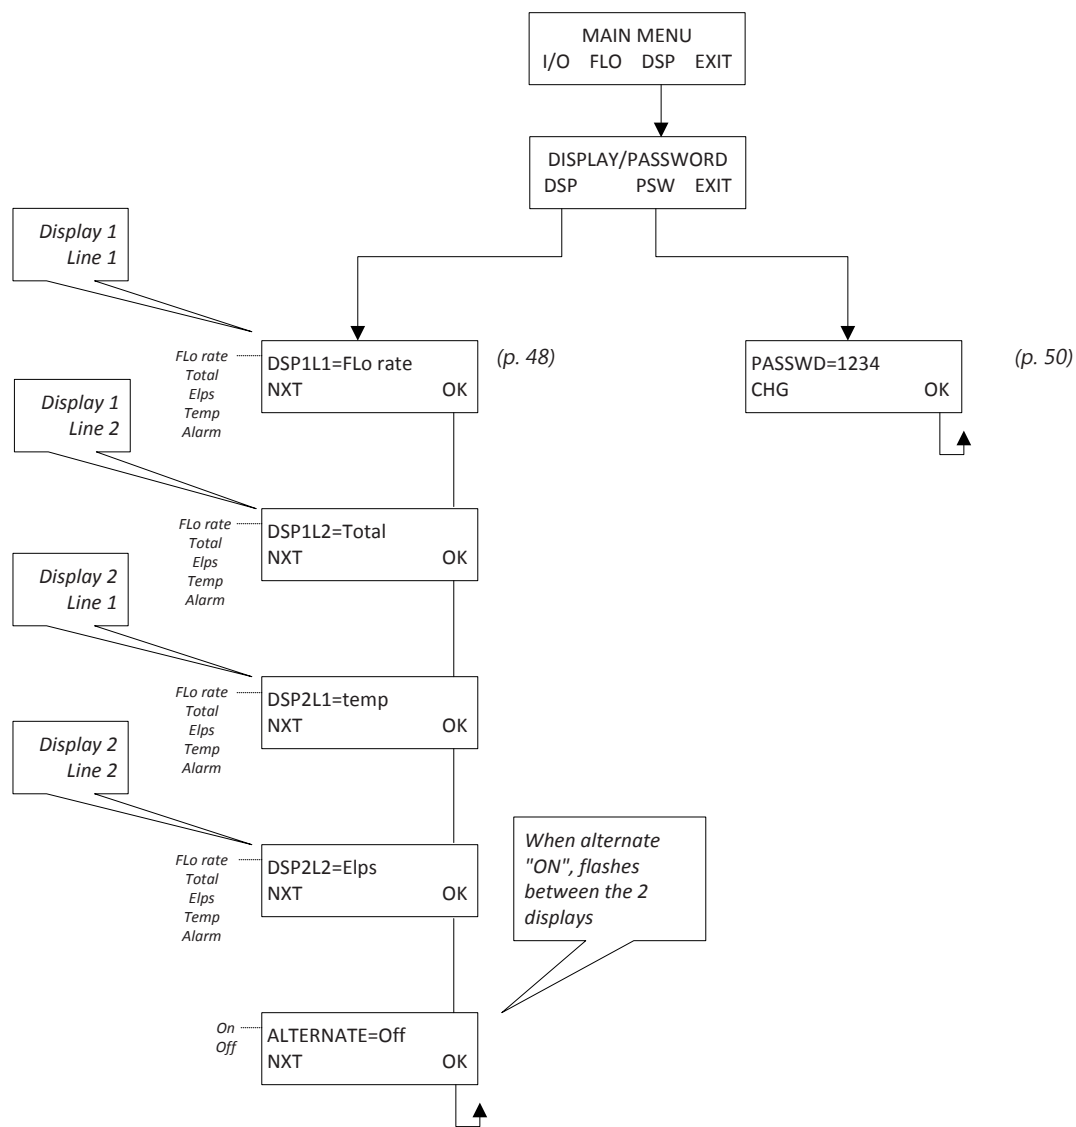 MAIN MENU
I/O FLO DSP EXIT
DISPLAY/PASSWORD
DSP PSW EXIT
Display 1
Line 1
FLo rate
Total
Elps
Temp
Alarm
DSP1L1=FLo rate
NXT OK
(p. 48)
PASSWD=1234
CHG OK
(p. 50)
Display 1
Line 2
FLo rate
Total
Elps
Temp
Alarm
DSP1L2=Total
NXT OK
Display 2
Line 1
FLo rate
Total
Elps
Temp
Alarm
DSP2L1=temp
NXT OK
Display 2
Line 2
FLo rate
Total
Elps
Temp
Alarm
DSP2L2=Elps
NXT OK
When alternate
"ON", flashes
between the 2
displays
On
Off
ALTERNATE=Off
NXT OK